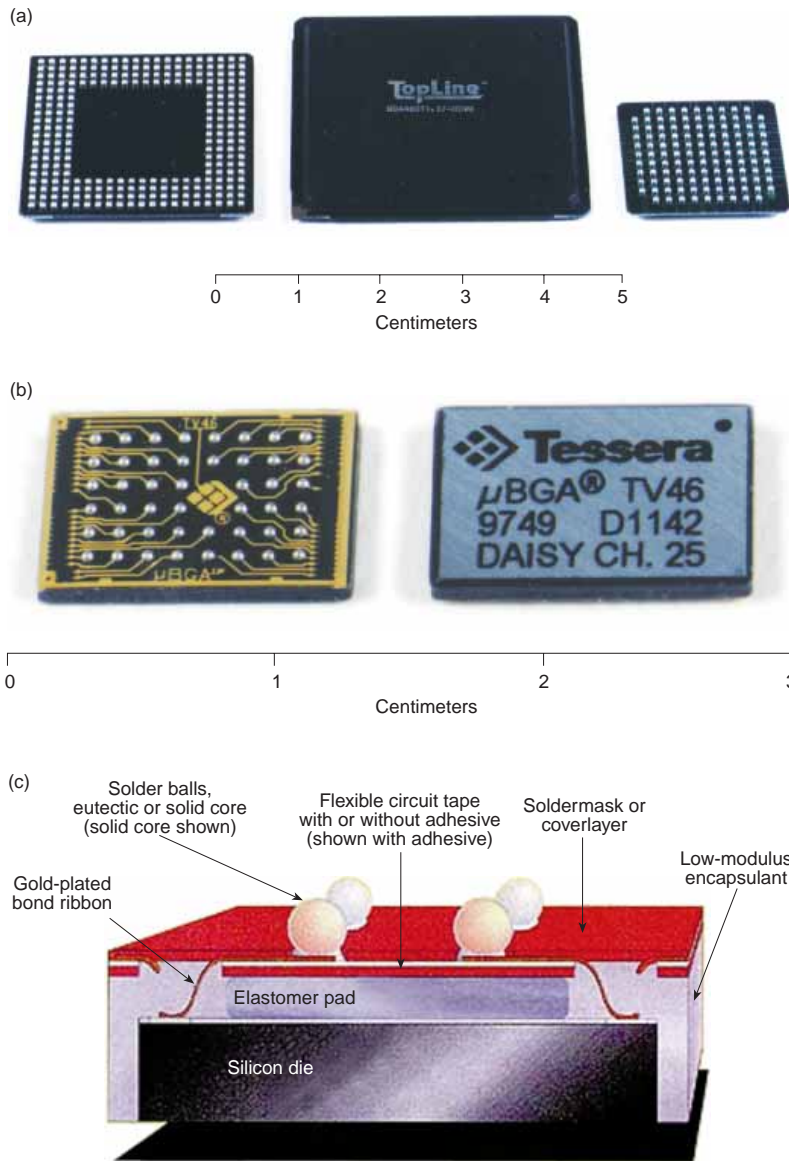 (a)
TopLine
0
1
2
3
4
5
Centimeters
(b)
TV46
µBGA
Tessera
µBGA® TV46
9749 D1142
DAISY CH. 25
0
1
2
3
Centimeters
(c)
Solder balls,
eutectic or solid core
(solid core shown)
Flexible circuit tape
with or without adhesive
(shown with adhesive)
Soldermask or
coverlayer
Low-modulus
encapsulant
Gold-plated
bond ribbon
Elastomer pad
Silicon die